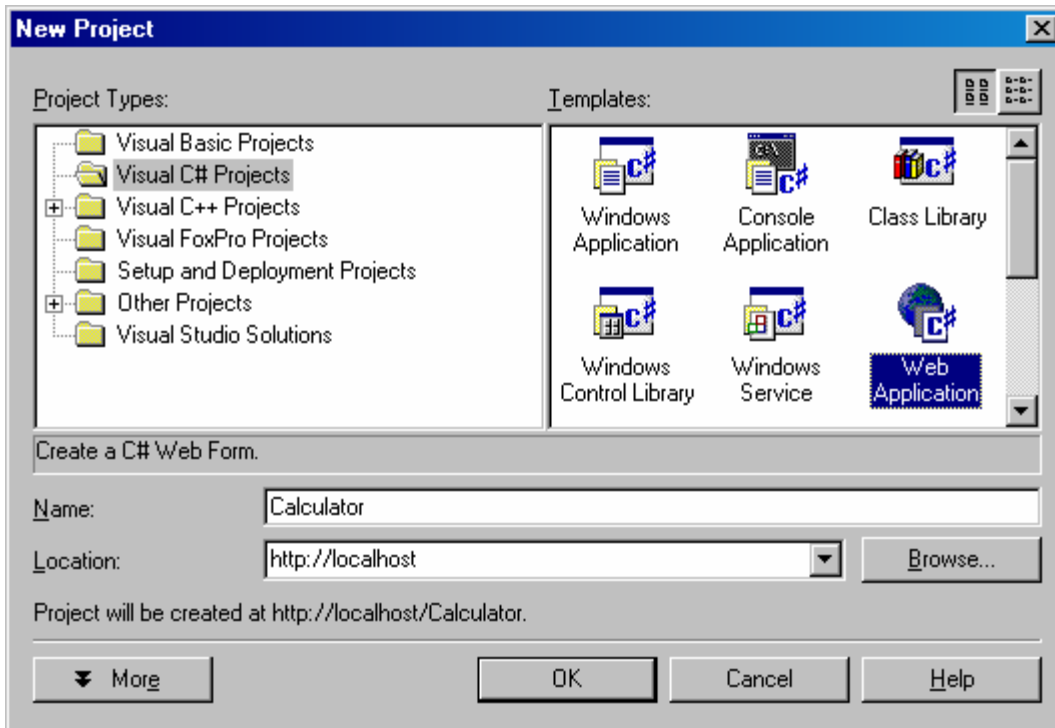 New Project
Project Types:
Templates:
Visual Basic Projects
Visual C# Projects
Visual C++ Projects
Visual FoxPro Projects
Setup and Deployment Projects
Other Projects
Visual Studio Solutions
C#
Windows
Application
C:\
C#
Console
Application
C#
Class Library
C#
Windows
Control Library
C#
Windows
Service
C#
Web
Application
Create a C# Web Form.
Name:
Calculator
Location:
http://localhost
Browse...
Project will be created at http://localhost/Calculator.
More
OK
Cancel
Help